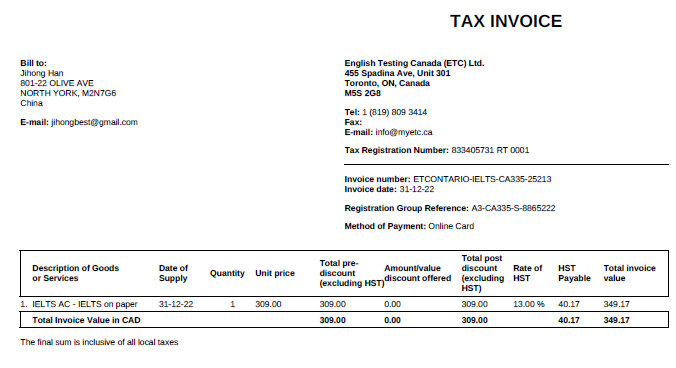 TAX INVOICE
Bill to:
Jihong Han
801-22 OLIVE AVE
NORTH YORK, M2N7G6
China
E-mail: jihongbest@gmail.com
English Testing Canada (ETC) Ltd.
455 Spadina Ave, Unit 301
Toronto, ON, Canada
M5S 2G8
Tel: 1 (819) 809 3414
Fax:
E-mail: info@myetc.ca
Tax Registration Number: 833405731 RT 0001
Invoice number: ETCONTARIO-IELTS-CA335-25213
Invoice date: 31-12-22
Registration Group Reference: A3-CA335-S-8865222
Method of Payment: Online Card
Description of Goods
or Services
Date of
Supply
Quantity
Unit price
Total pre-
discount
(excluding HST)
Amount/value
discount offered
Total post
discount
(excluding
HST)
Rate of
HST
HST
Payable
Total invoice
value
1. IELTS AC - IELTS on paper 31-12-22 1 309.00 309.00 0.00 309.00 13.00 % 40.17 349.17
Total Invoice Value in CAD 309.00 0.00 309.00 40.17 349.17
The final sum is inclusive of all local taxes